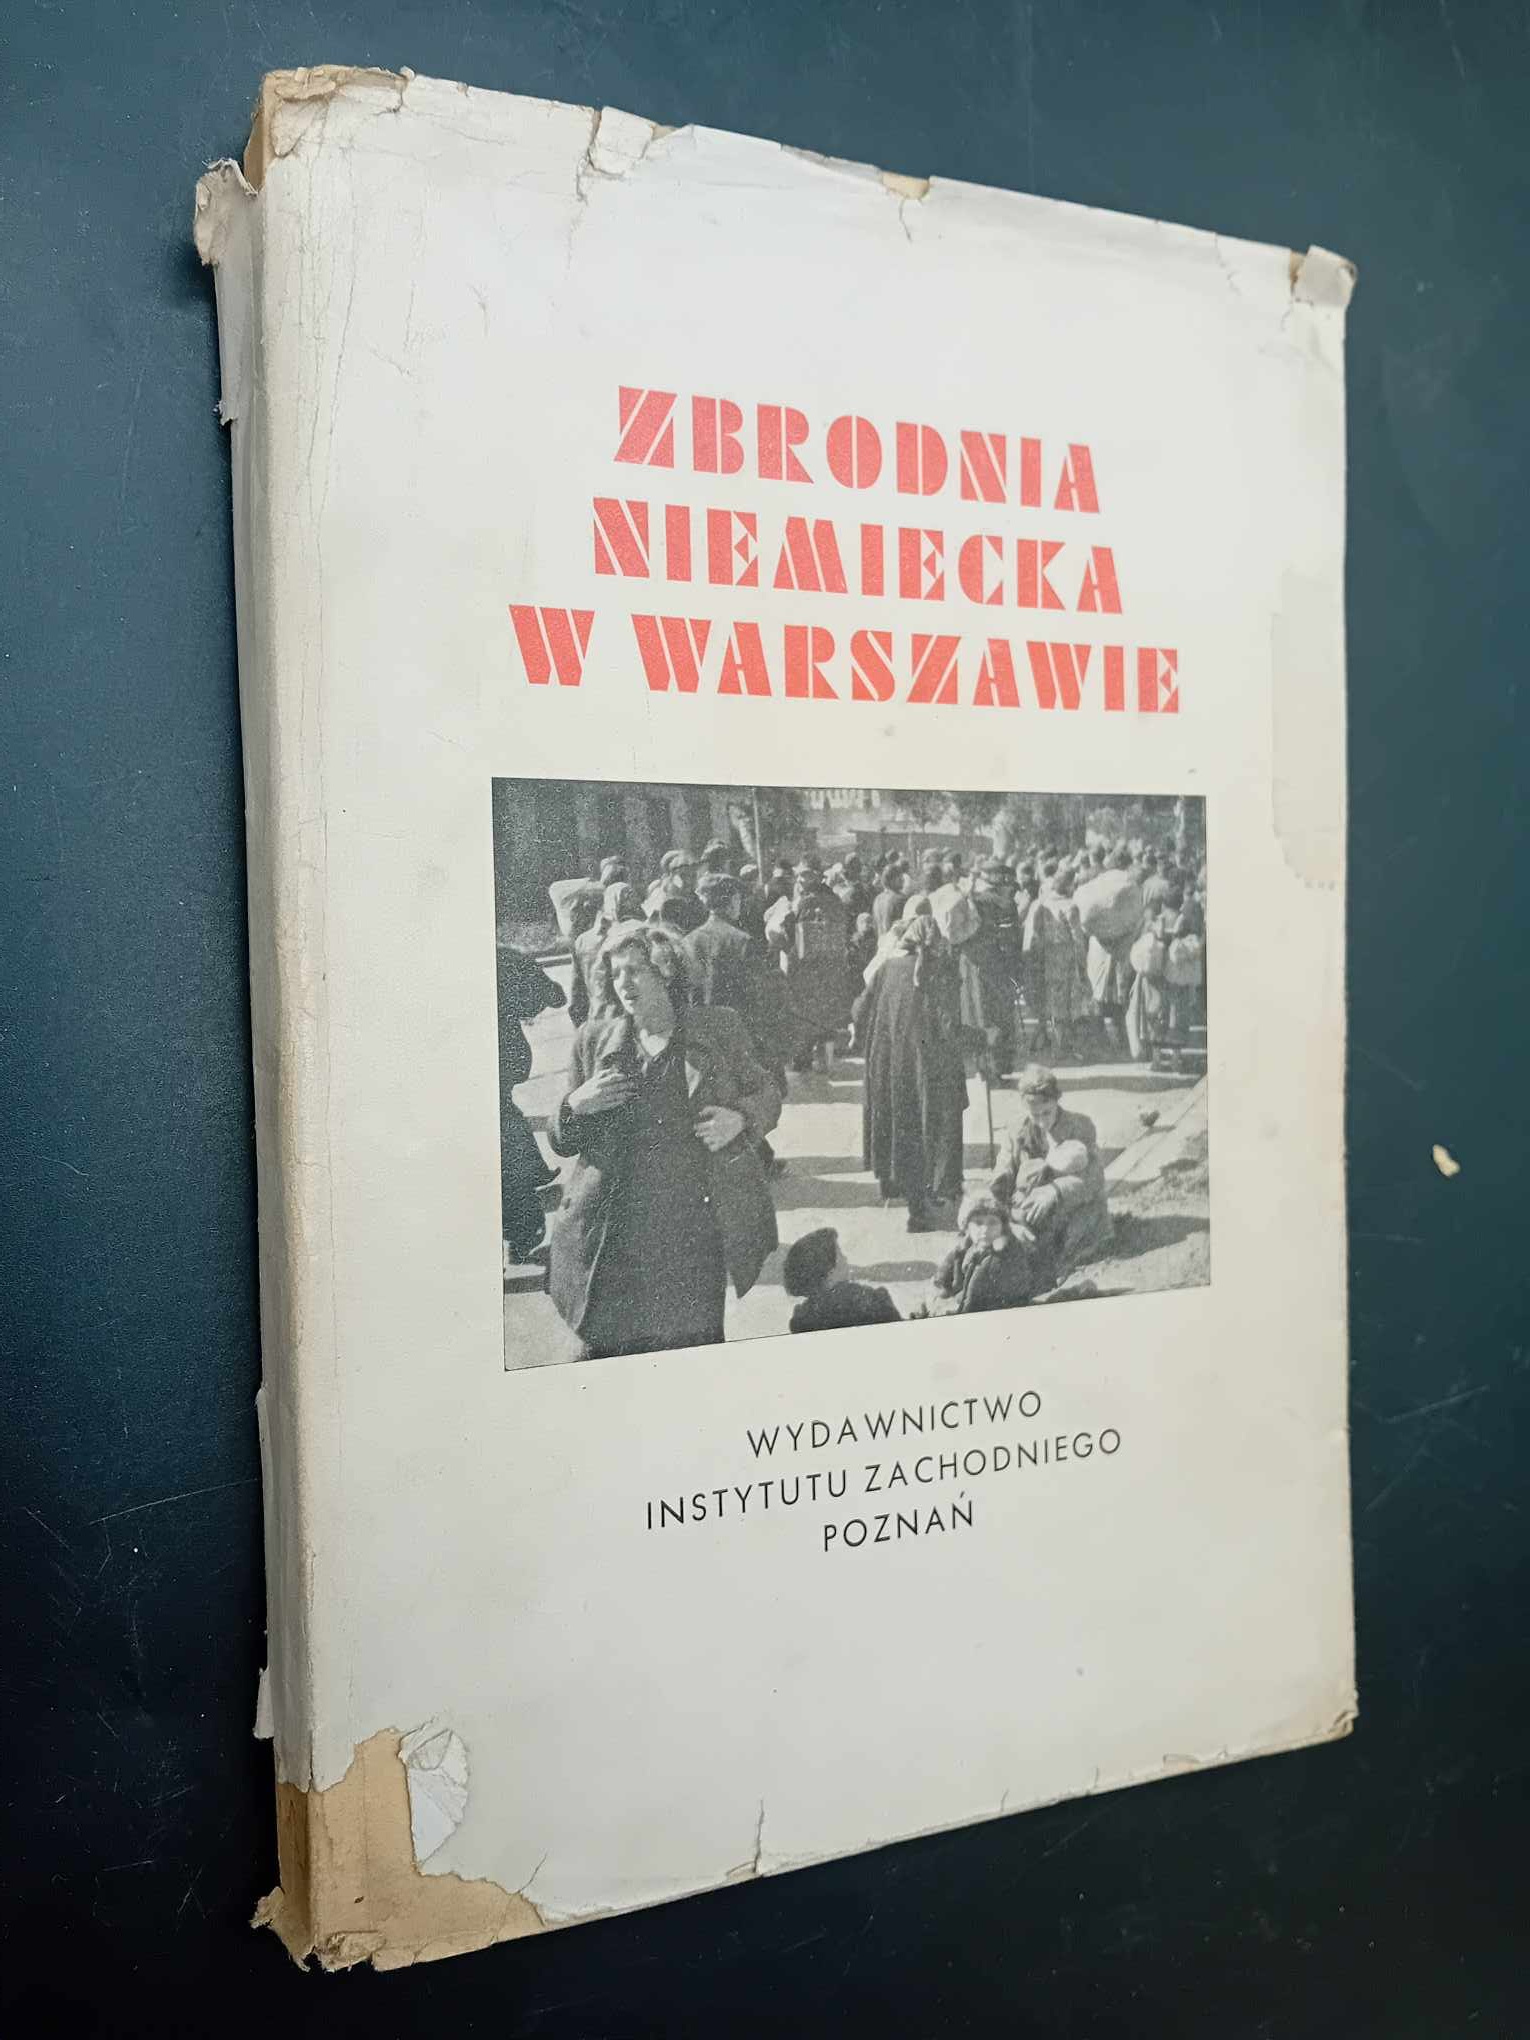 ZBRODNIA
NIEMIECKA
W WARSZAWIE
WYDAWNICTWO
INSTYTUTU ZACHODNIEGO
POZNAŃ